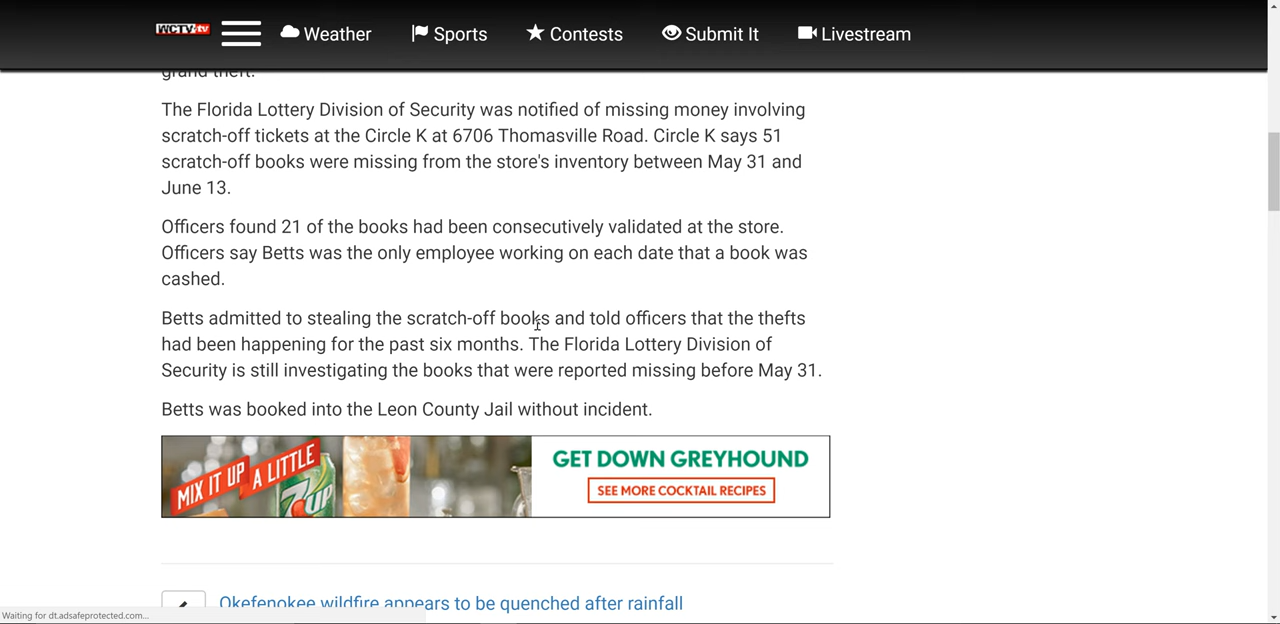 WCTV.tv
Weather
Sports
Contests
Submit It
Livestream
grand theft.
The Florida Lottery Division of Security was notified of missing money involving
scratch-off tickets at the Circle K at 6706 Thomasville Road. Circle K says 51
scratch-off books were missing from the store's inventory between May 31 and
June 13.
Officers found 21 of the books had been consecutively validated at the store.
Officers say Betts was the only employee working on each date that a book was
cashed.
Betts admitted to stealing the scratch-off books and told officers that the thefts
had been happening for the past six months. The Florida Lottery Division of
Security is still investigating the books that were reported missing before May 31.
Betts was booked into the Leon County Jail without incident.
MIX IT UP A LITTLE
7UP
GET DOWN GREYHOUND
SEE MORE COCKTAIL RECIPES
Okefenokee wildfire appears to be quenched after rainfall
Waiting for dt.adsafeprotected.com...